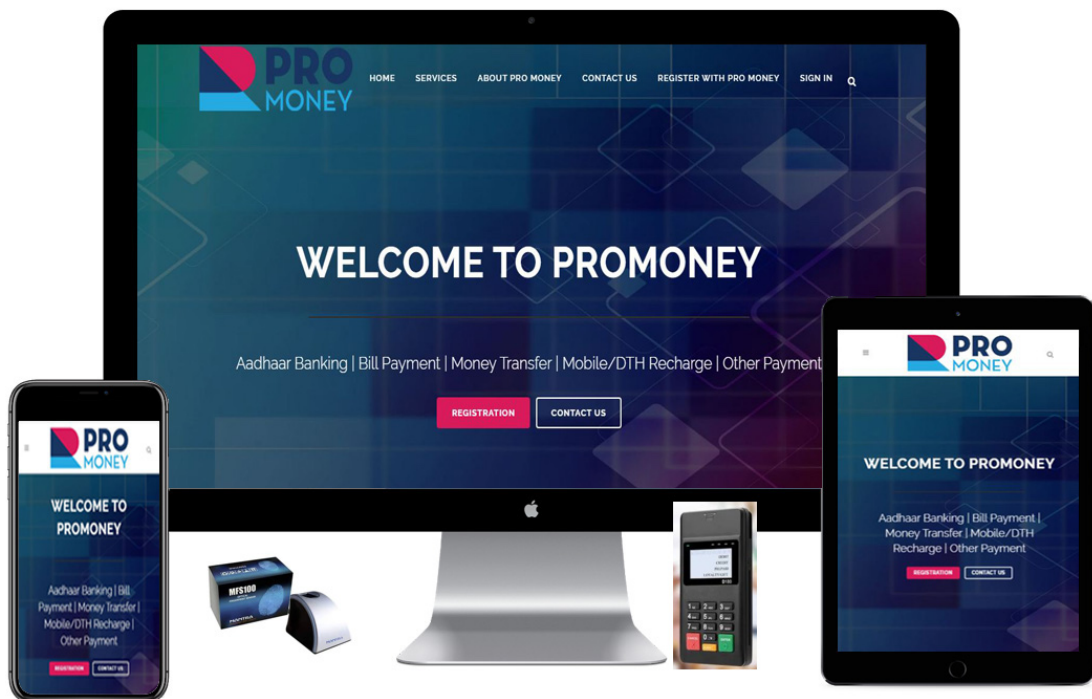 PRO
MONEY
HOME SERVICES ABOUT PRO MONEY CONTACT US REGISTER WITH PRO MONEY SIGN IN
WELCOME TO PROMONEY
Aadhaar Banking | Bill Payment | Money Transfer | Mobile/DTH Recharge | Other Payment
REGISTRATION CONTACT US
PRO
MONEY
WELCOME TO
PROMONEY
Aadhaar Banking | Bill
Payment | Money Transfer |
Mobile/DTH Recharge |
Other Payment
REGISTRATION CONTACT US
MFS100
PRO
MONEY
WELCOME TO PROMONEY
Aadhaar Banking | Bill Payment |
Money Transfer | Mobile/DTH
Recharge | Other Payment
REGISTRATION CONTACT US